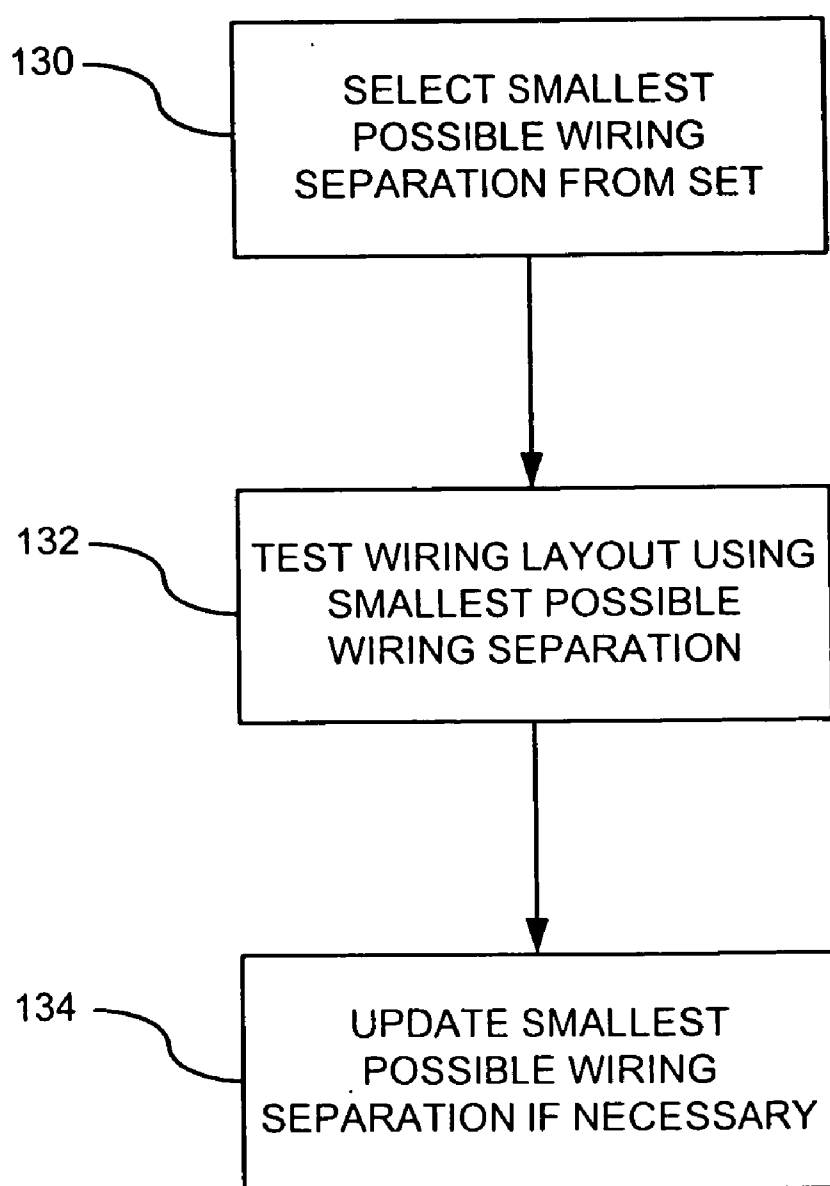 130
SELECT SMALLEST
POSSIBLE WIRING
SEPARATION FROM SET
132
TEST WIRING LAYOUT USING
SMALLEST POSSIBLE
WIRING SEPARATION
134
UPDATE SMALLEST
POSSIBLE WIRING
SEPARATION IF NECESSARY